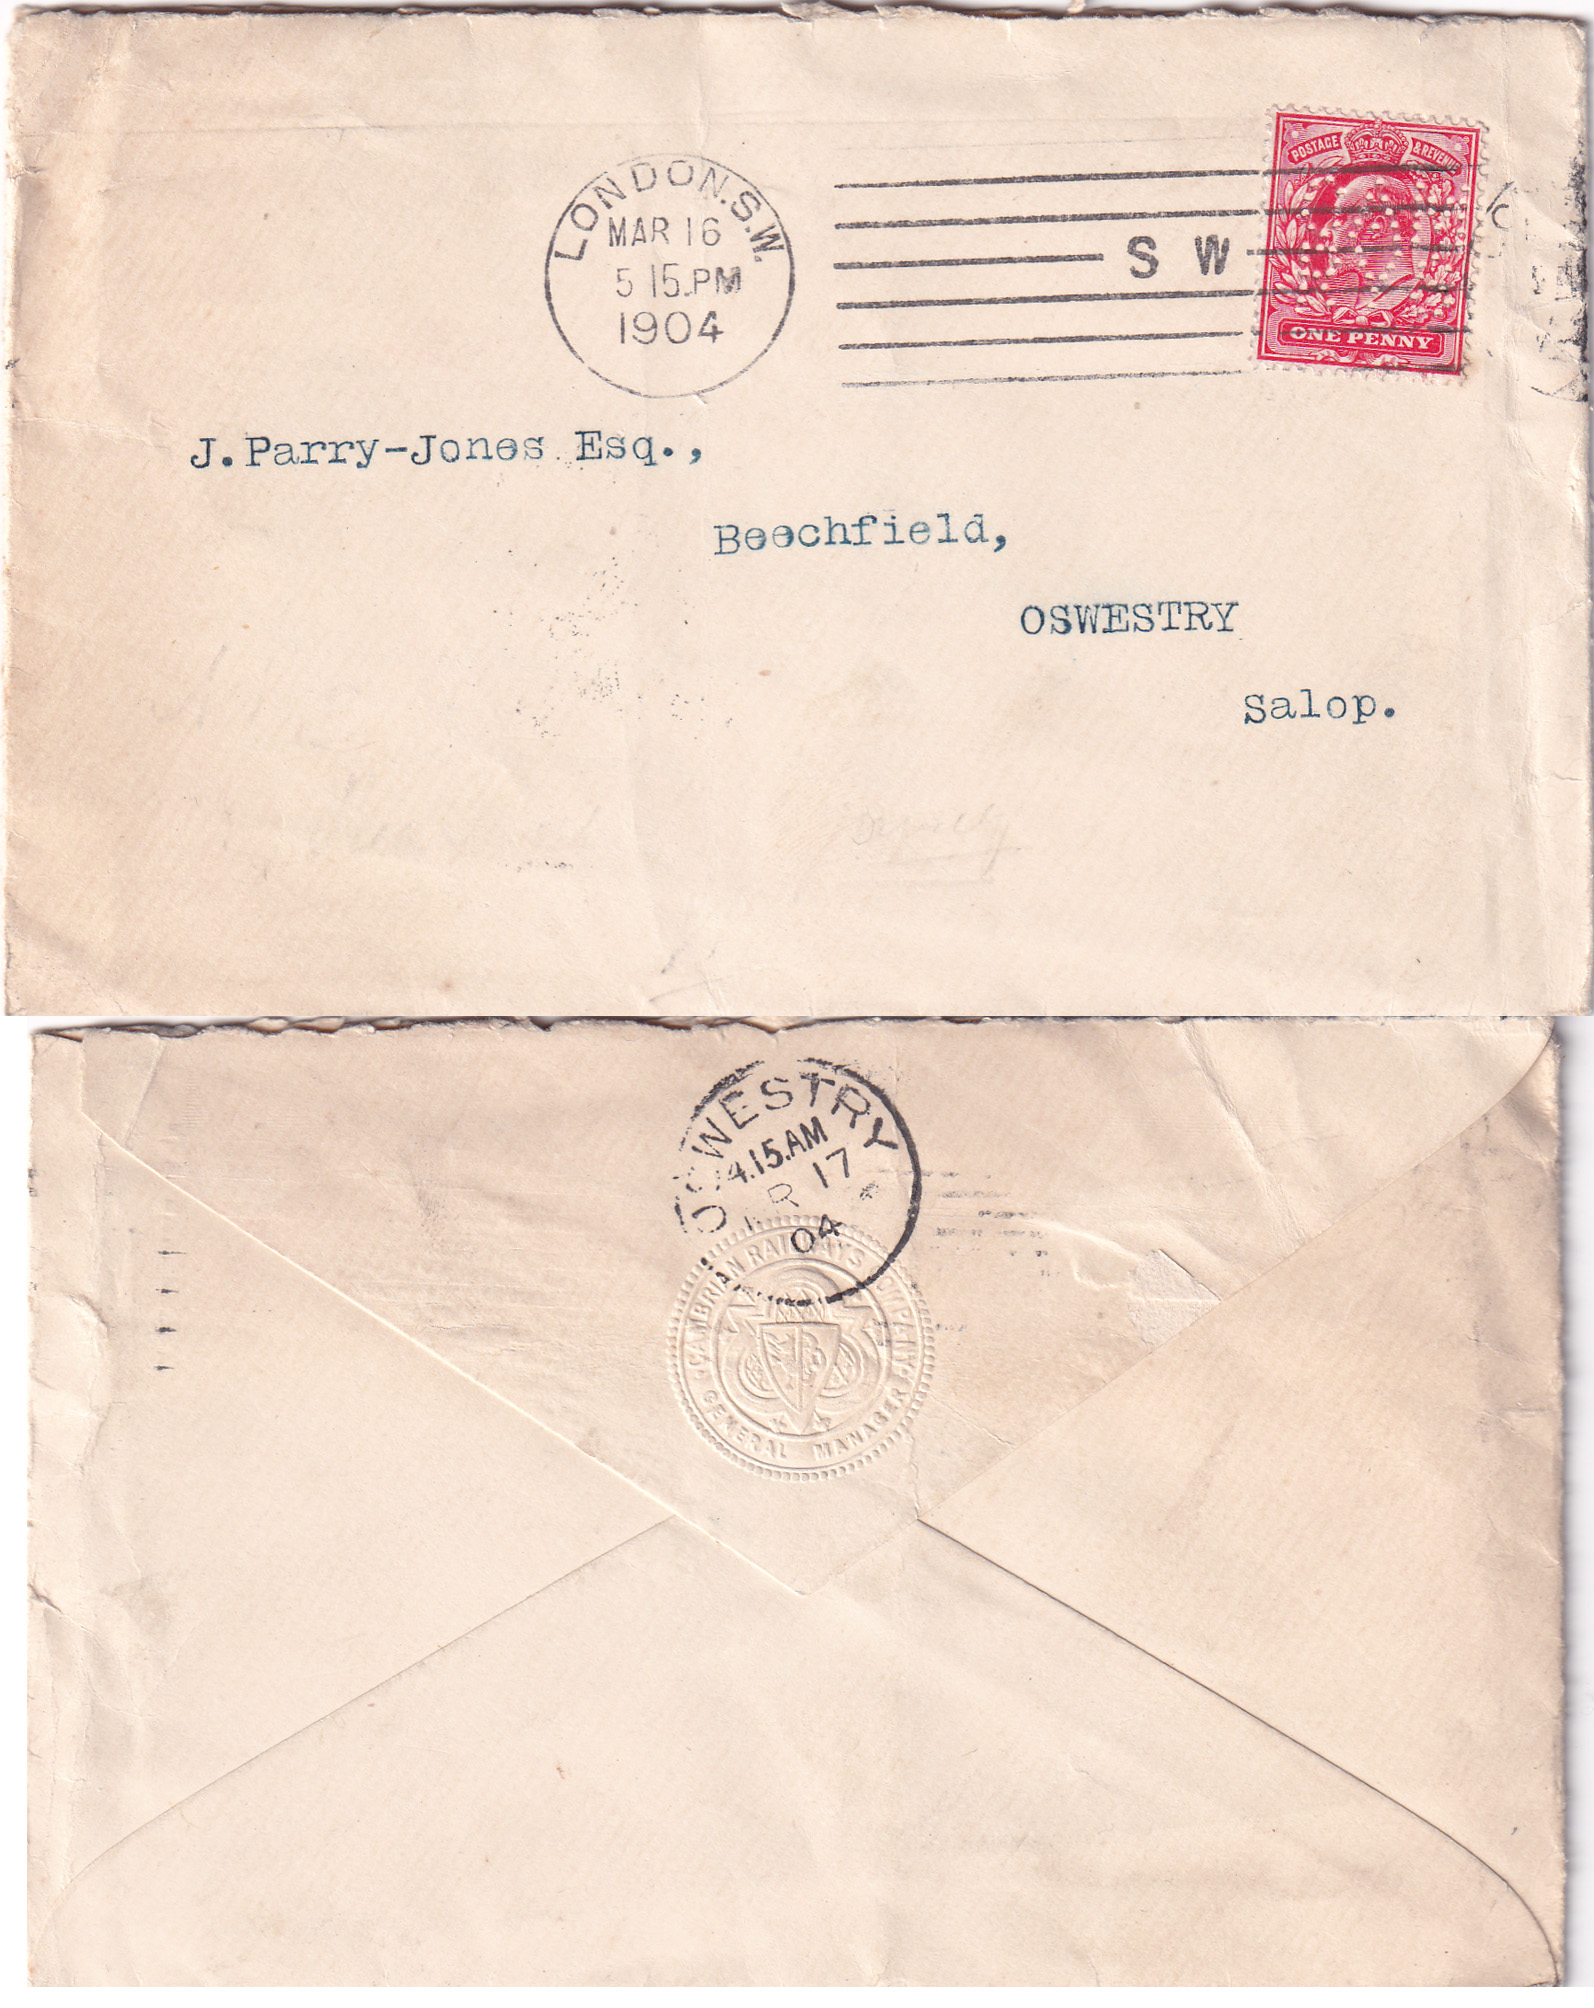 LONDON.S.W.
MAR 16
5 15.PM
1904
S W
POSTAGE & REVENUE
ONE PENNY
J.Parry-Jones Esq.,
Beechfield,
OSWESTRY
Salop.
OSWESTRY
4.15.AM
R 17
04
CAMBRIAN RAILWAYS COMPANY
GENERAL MANAGER